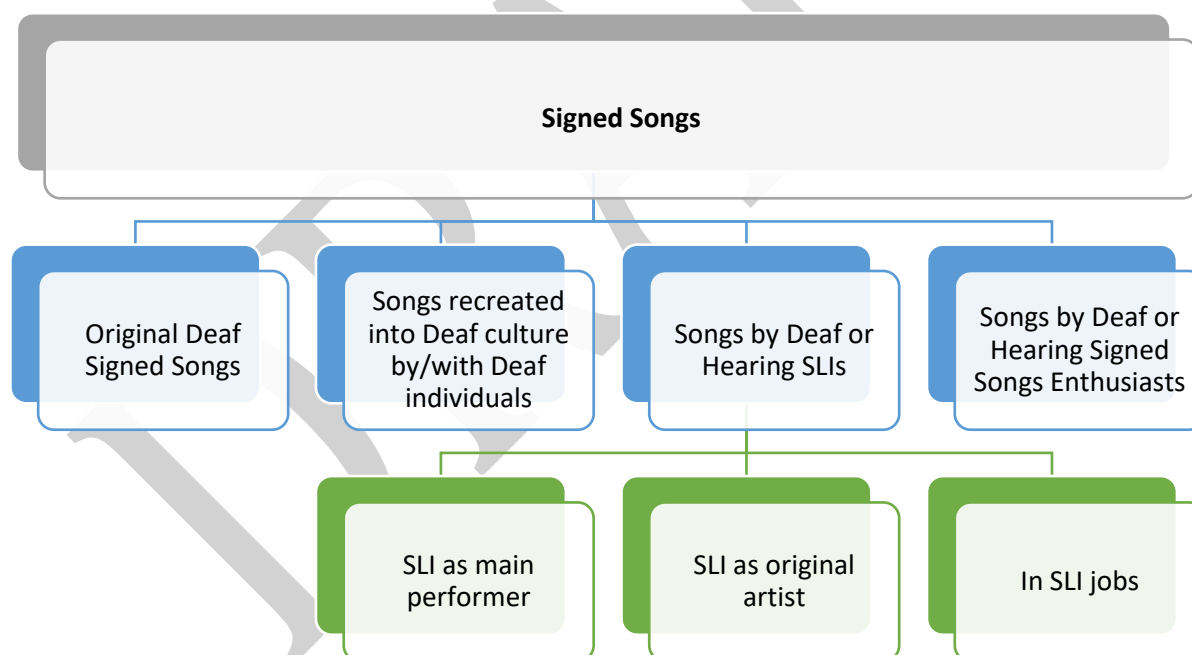 Signed Songs
Original Deaf
Signed Songs
Songs recreated
into Deaf culture
by/with Deaf
individuals
Songs by Deaf or
Hearing SLIs
Songs by Deaf or
Hearing Signed
Songs Enthusiasts
SLI as main
performer
SLI as original
artist
In SLI jobs